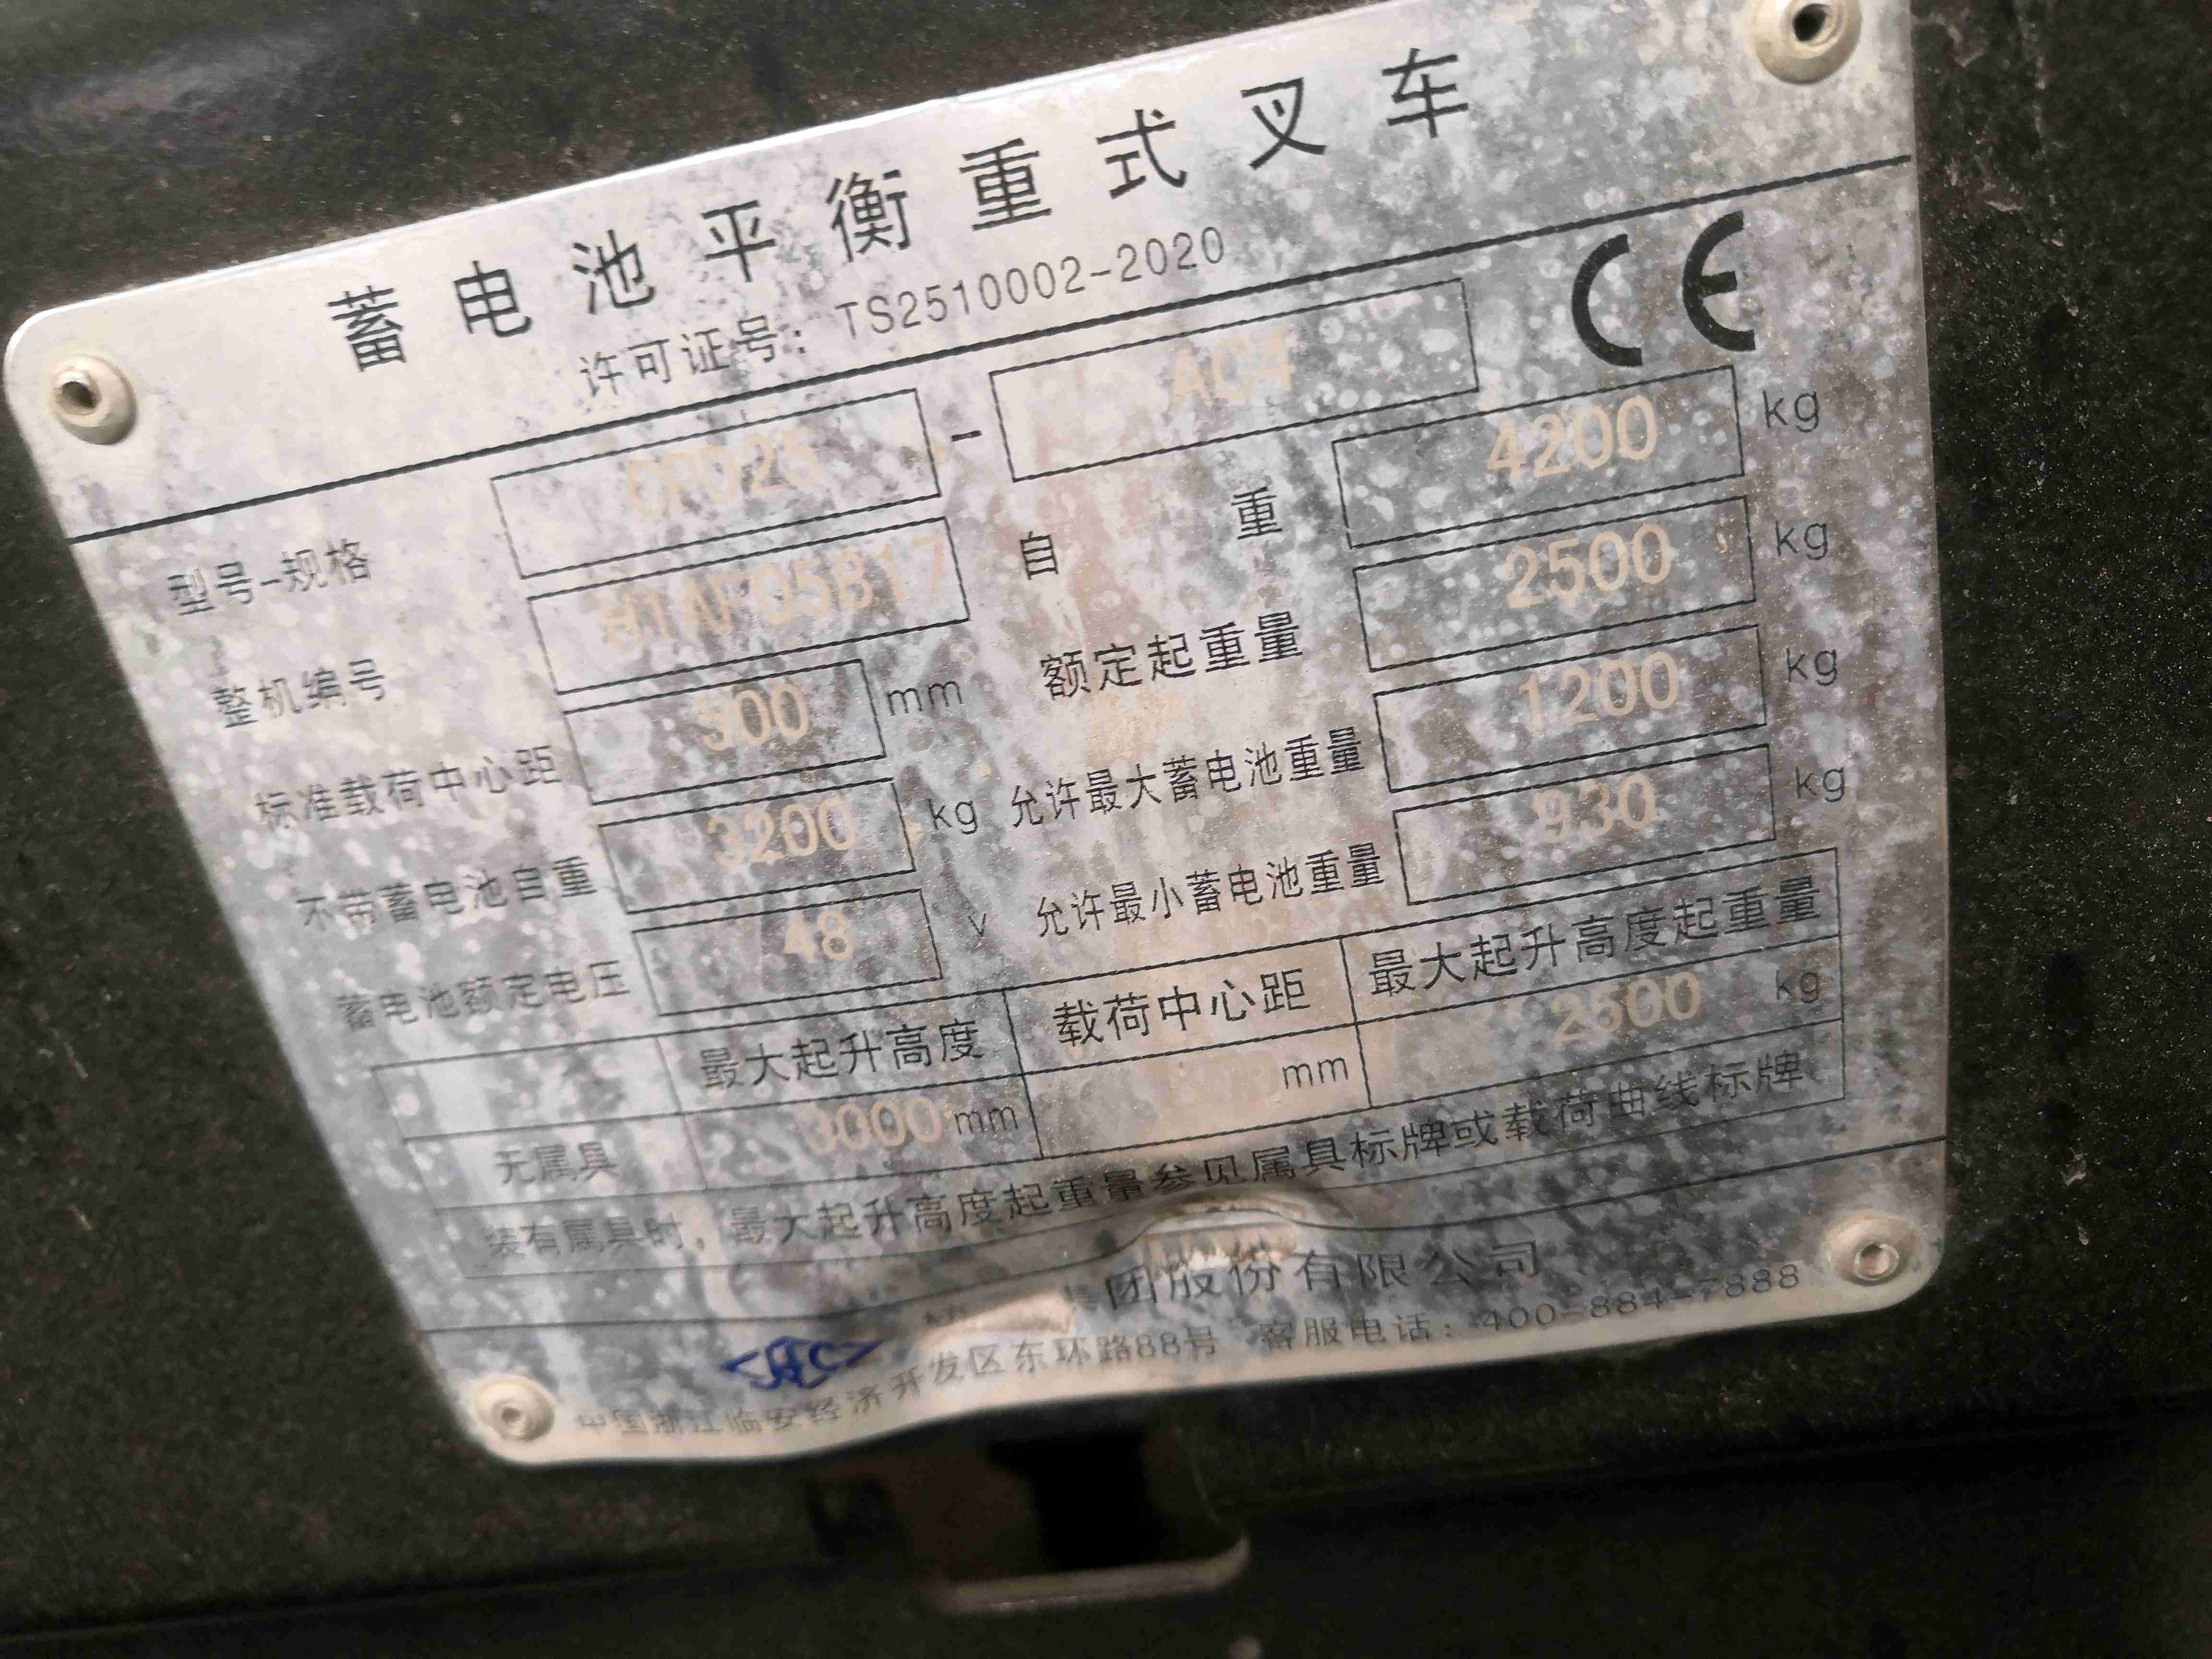 蓄电池平衡重式叉车
许可证号：TS2510002-2020
型号-规格 CPD25 - AC4
整机编号 H1AF05B17 自重 4200 kg
标准载荷中心距 500 mm 额定起重量 2500 kg
不带蓄电池自重 3200 kg 允许最大蓄电池重量 1200 kg
蓄电池额定电压 48 V 允许最小蓄电池重量 930 kg
最大起升高度 载荷中心距 最大起升高度起重量
无属具 3000 mm mm 2500 kg
装有属具时，最大起升高度起重量参见属具标牌或载荷曲线标牌
集团股份有限公司
中国浙江临安经济开发区东环路88号 客服电话：400-884-7888